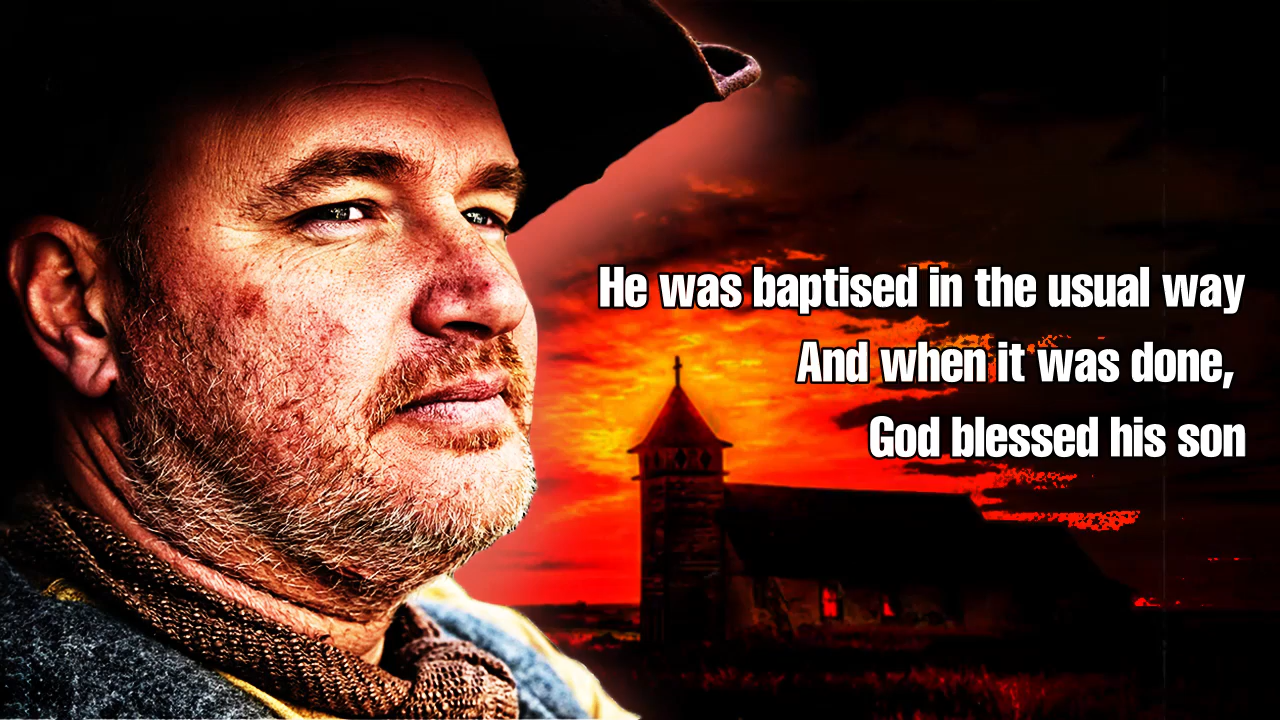 He was baptised in the usual way
And when it was done,
God blessed his son